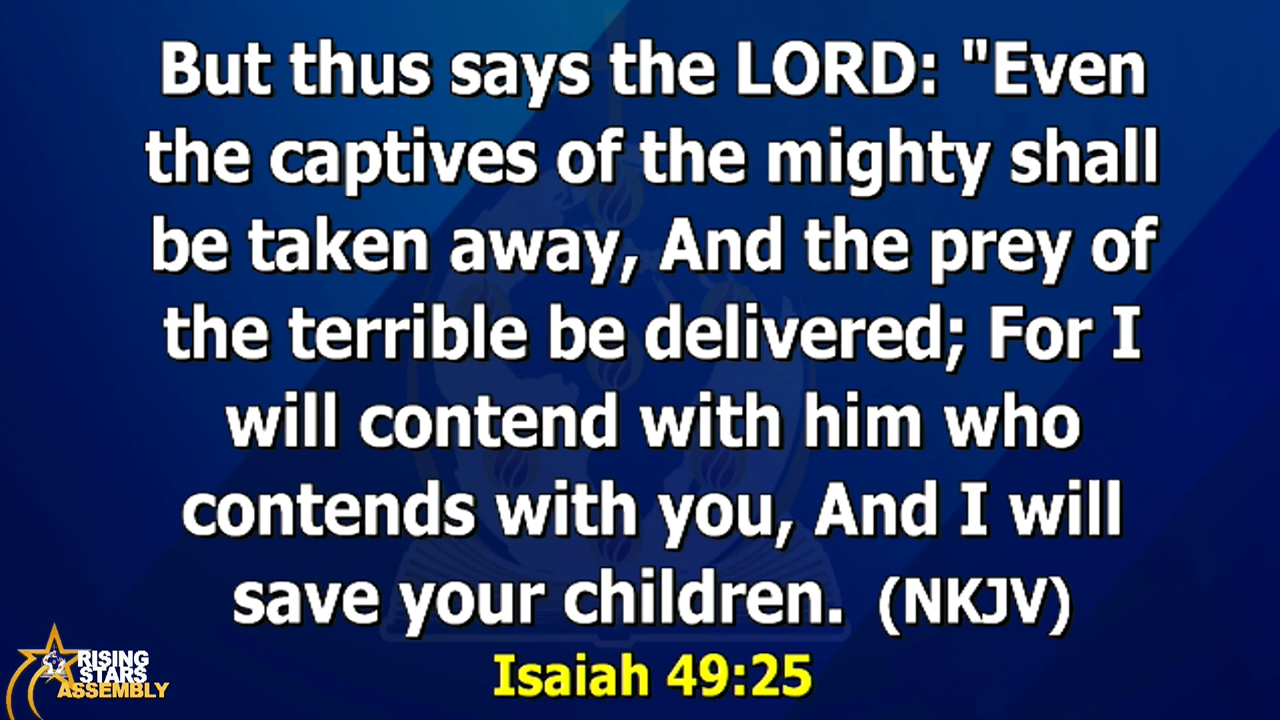 But thus says the LORD: "Even
the captives of the mighty shall
be taken away, And the prey of
the terrible be delivered; For I
will contend with him who
contends with you, And I will
save your children. (NKJV)
Isaiah 49:25
RISING
STARS
ASSEMBLY